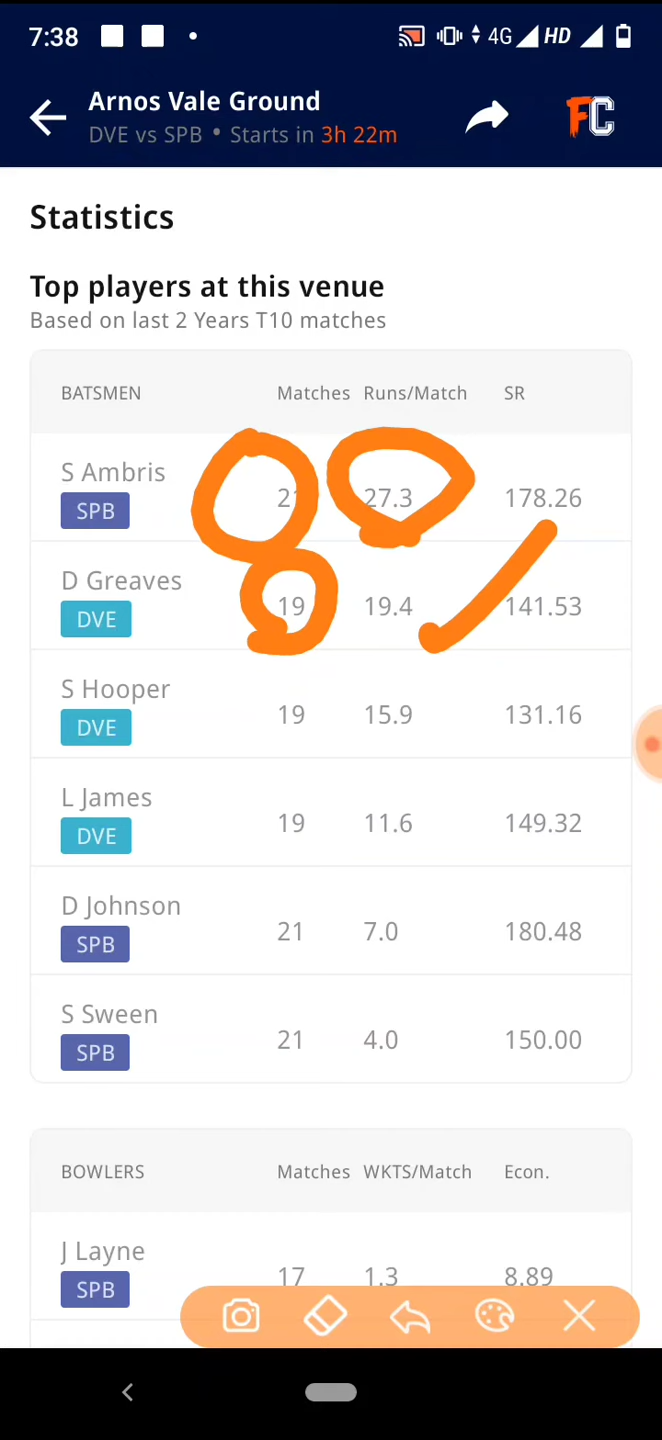 7:38 4G HD
Arnos Vale Ground
DVE vs SPB • Starts in 3h 22m
FC
Statistics
Top players at this venue
Based on last 2 Years T10 matches
BATSMEN Matches Runs/Match SR
S Ambris
SPB 21 27.3 178.26
D Greaves
DVE 19 19.4 141.53
S Hooper
DVE 19 15.9 131.16
L James
DVE 19 11.6 149.32
D Johnson
SPB 21 7.0 180.48
S Sween
SPB 21 4.0 150.00
BOWLERS Matches WKTS/Match Econ.
J Layne
SPB 17 1.3 8.89